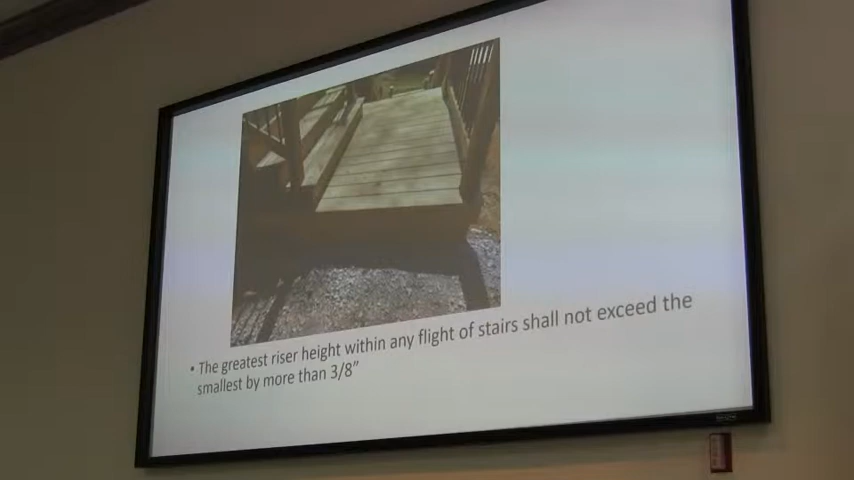 • The greatest riser height within any flight of stairs shall not exceed the
smallest by more than 3/8”